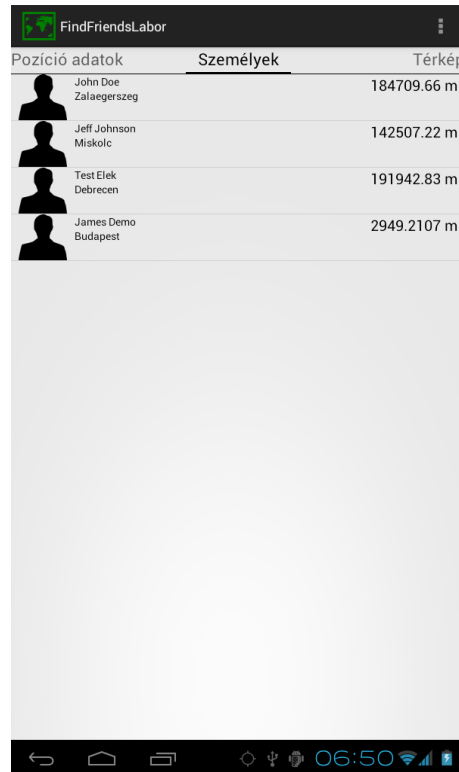 FindFriendsLabor
Pozíció adatok Személyek Térkép
John Doe 184709.66 m
Zalaegerszeg
Jeff Johnson 142507.22 m
Miskolc
Test Elek 191942.83 m
Debrecen
James Demo 2949.2107 m
Budapest
06:50